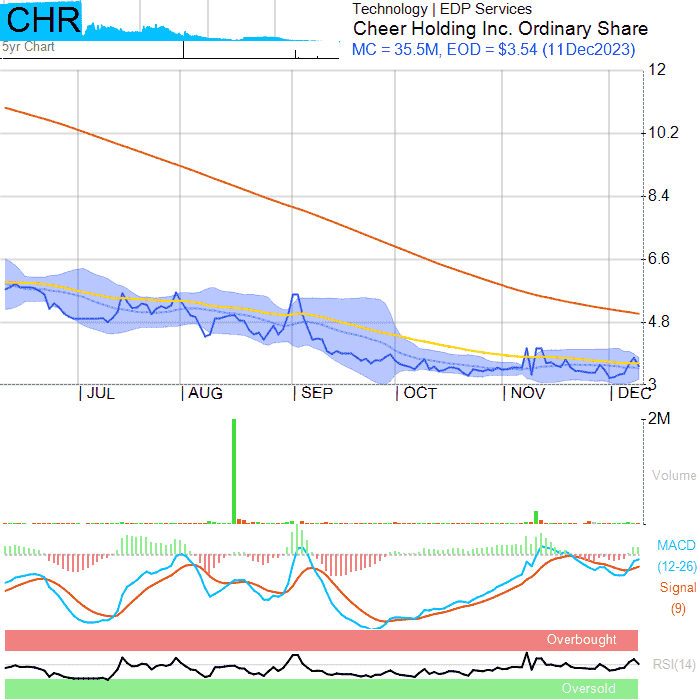 CHR
5yr Chart
Technology | EDP Services
Cheer Holding Inc. Ordinary Share
MC = 35.5M, EOD = $3.54 (11Dec2023)
12
10.2
8.4
6.6
4.8
3
JUL
AUG
SEP
OCT
NOV
DEC
2M
Volume
MACD
(12-26)
Signal
(9)
Overbought
RSI(14)
Oversold